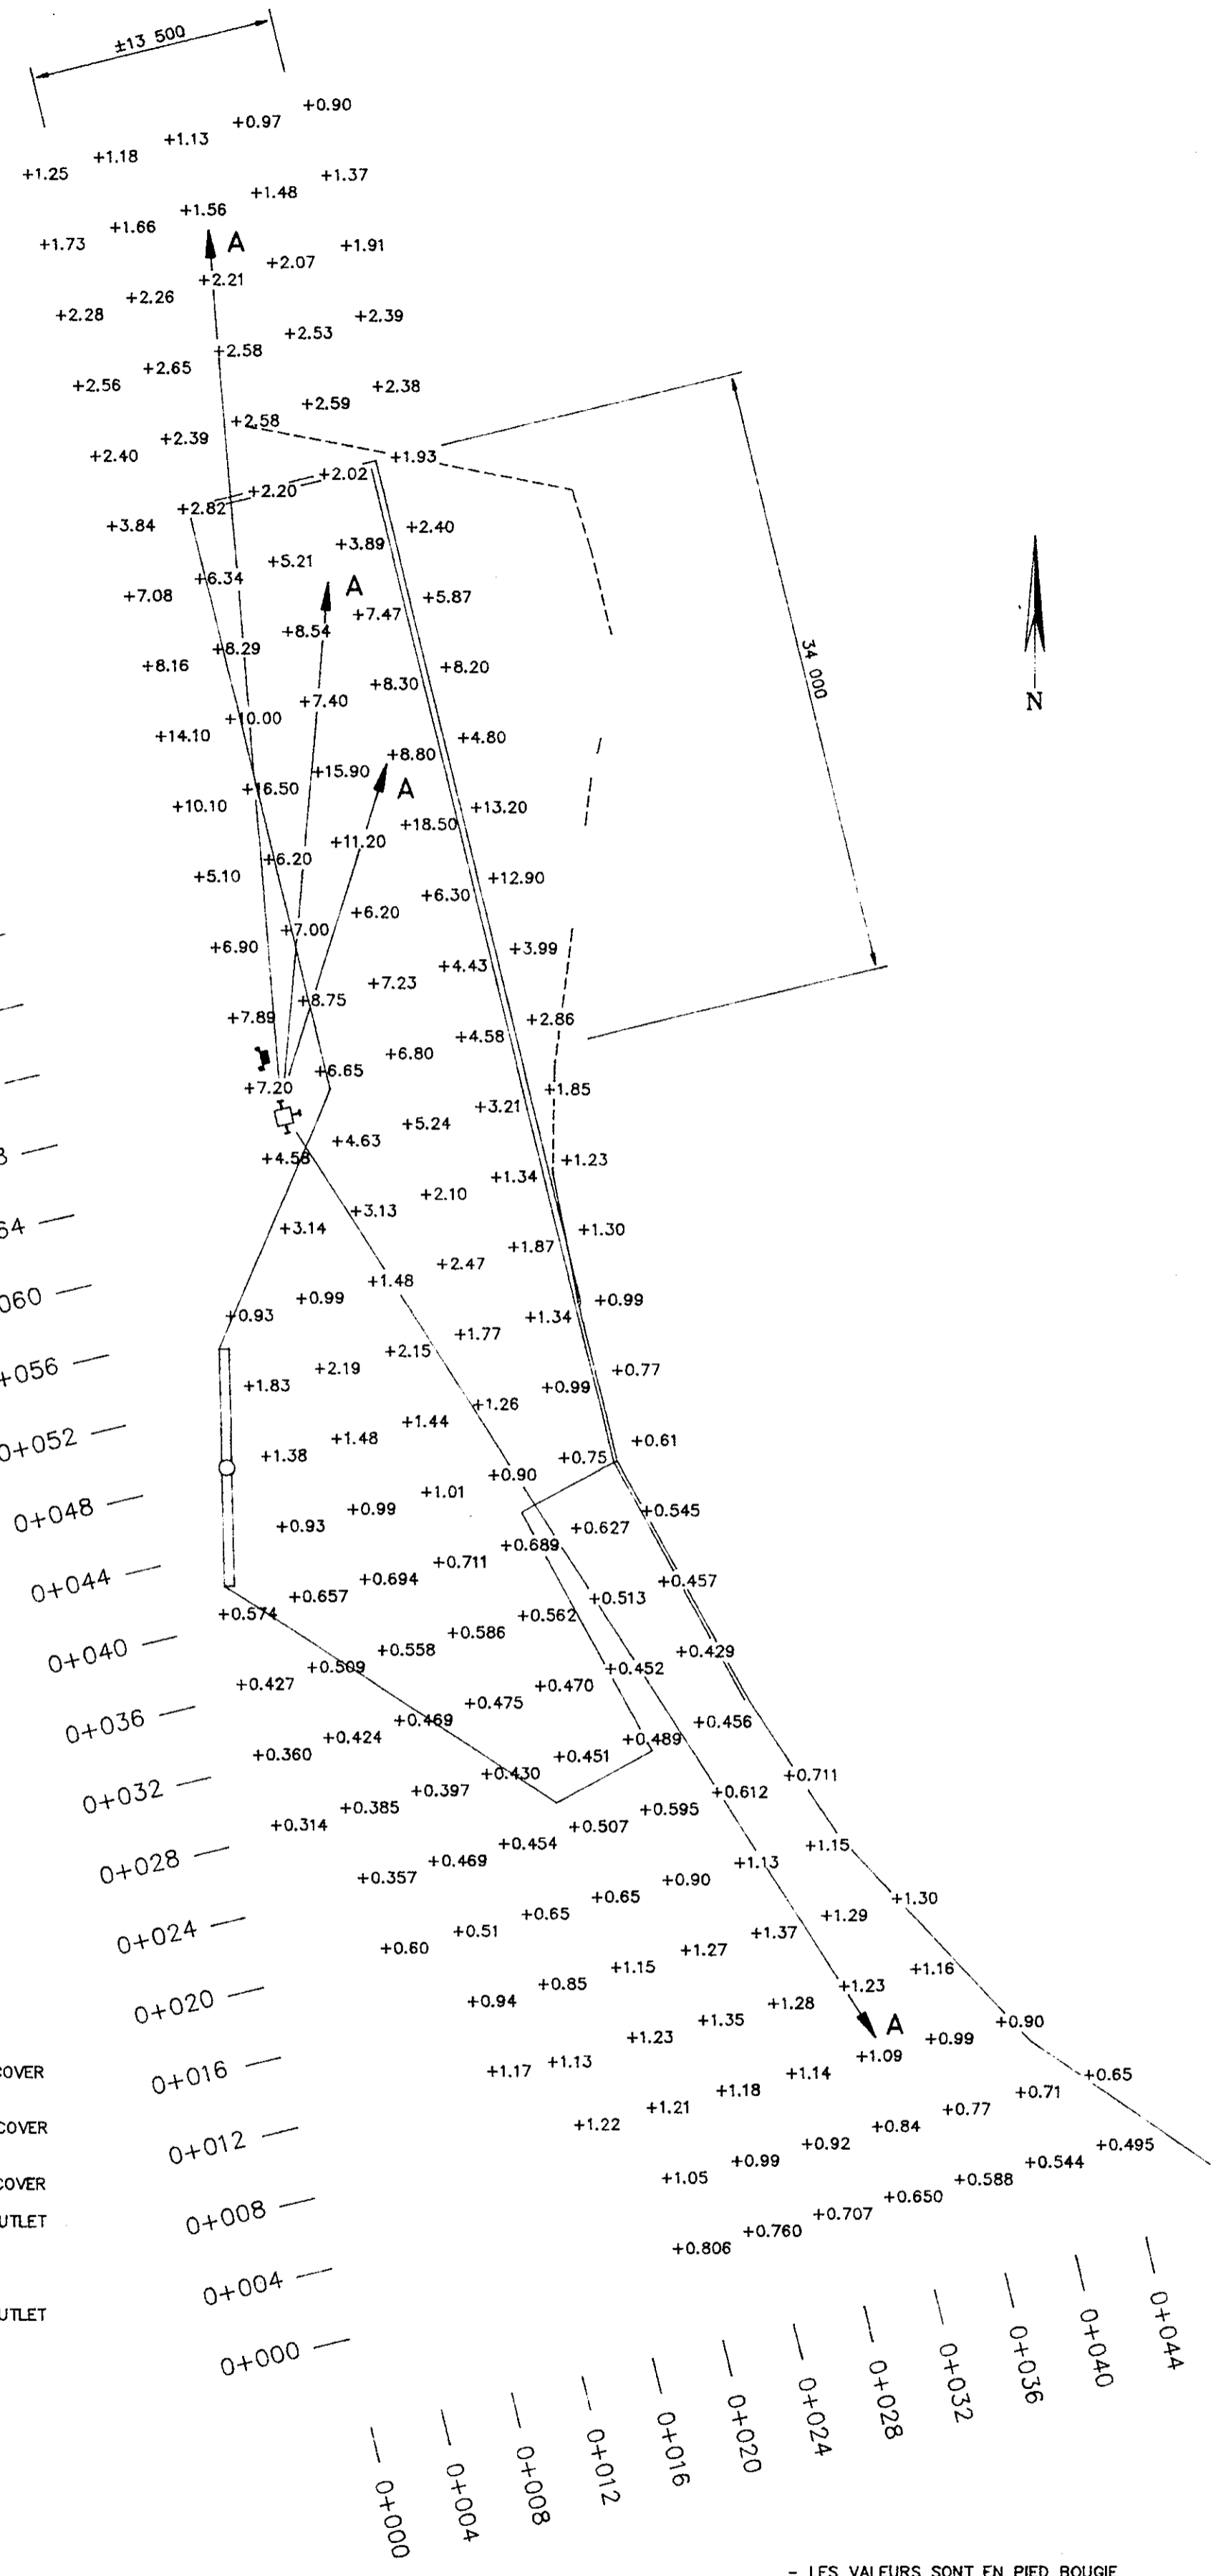 ±13 500
+1.25 +1.18 +1.13 +0.97 +0.90
+1.73 +1.66 +1.56 +1.48 +1.37
A
+2.28 +2.26 +2.21 +2.07 +1.91
+2.56 +2.65 +2.58 +2.53 +2.39
+2.40 +2.39 +2.58 +2.59 +2.38
+3.84 +2.82 +2.20 +2.02 +1.93
+7.08 +6.34 +5.21 +3.89 +2.40
A
+8.16 +8.29 +8.54 +7.47 +5.87
34 000
N
+14.10 +10.00 +7.40 +8.30 +8.20
+10.10 +16.50 +15.90 +8.80 +4.80
A
+5.10 +6.20 +11.20 +18.50 +13.20
+6.90 +7.00 +6.20 +6.30 +12.90
+7.89 +8.75 +7.23 +4.43 +3.99
+7.20 +6.65 +6.80 +4.58 +2.86
+4.58 +4.63 +5.24 +3.21 +1.85
+3.14 +3.13 +2.10 +1.34 +1.23
64
+0.93 +0.99 +1.48 +2.47 +1.87 +1.30
060
+1.83 +2.19 +2.15 +1.77 +1.34 +0.99
+056
+1.38 +1.48 +1.44 +1.26 +0.99 +0.77
0+052
+0.93 +0.99 +1.01 +0.90 +0.75 +0.61
0+048
+0.574 +0.657 +0.694 +0.711 +0.689 +0.627 +0.545
0+044
+0.427 +0.509 +0.558 +0.586 +0.562 +0.513 +0.457
0+040
+0.360 +0.424 +0.469 +0.475 +0.470 +0.452 +0.429
0+036
+0.314 +0.385 +0.397 +0.430 +0.451 +0.489 +0.456
0+032
+0.357 +0.469 +0.454 +0.507 +0.595 +0.612 +0.711
0+028
+0.60 +0.51 +0.65 +0.65 +0.90 +1.13 +1.15
0+024
+0.94 +0.85 +1.15 +1.27 +1.37 +1.29 +1.30
0+020
+1.17 +1.13 +1.23 +1.35 +1.28 +1.23 +1.16 +0.90
A
0+016
+1.22 +1.21 +1.18 +1.14 +1.09 +0.99
0+012
+1.05 +0.99 +0.92 +0.84 +0.77 +0.71 +0.65
0+008
+0.806 +0.760 +0.707 +0.650 +0.588 +0.544 +0.495
0+004
0+000
COVER
COVER
COVER
UTLET
UTLET
0+000
0+004
0+008
0+012
0+016
0+020
0+024
0+028
0+032
0+036
0+040
0+044
- LES VALEURS SONT EN PIED BOUGIE